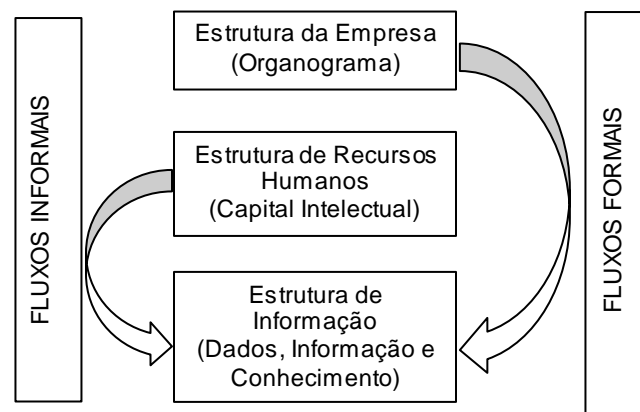 FLUXOS INFORMAIS
Estrutura da Empresa
(Organograma)
Estrutura de Recursos
Humanos
(Capital Intelectual)
Estrutura de
Informação
(Dados, Informação e
Conhecimento)
FLUXOS FORMAIS